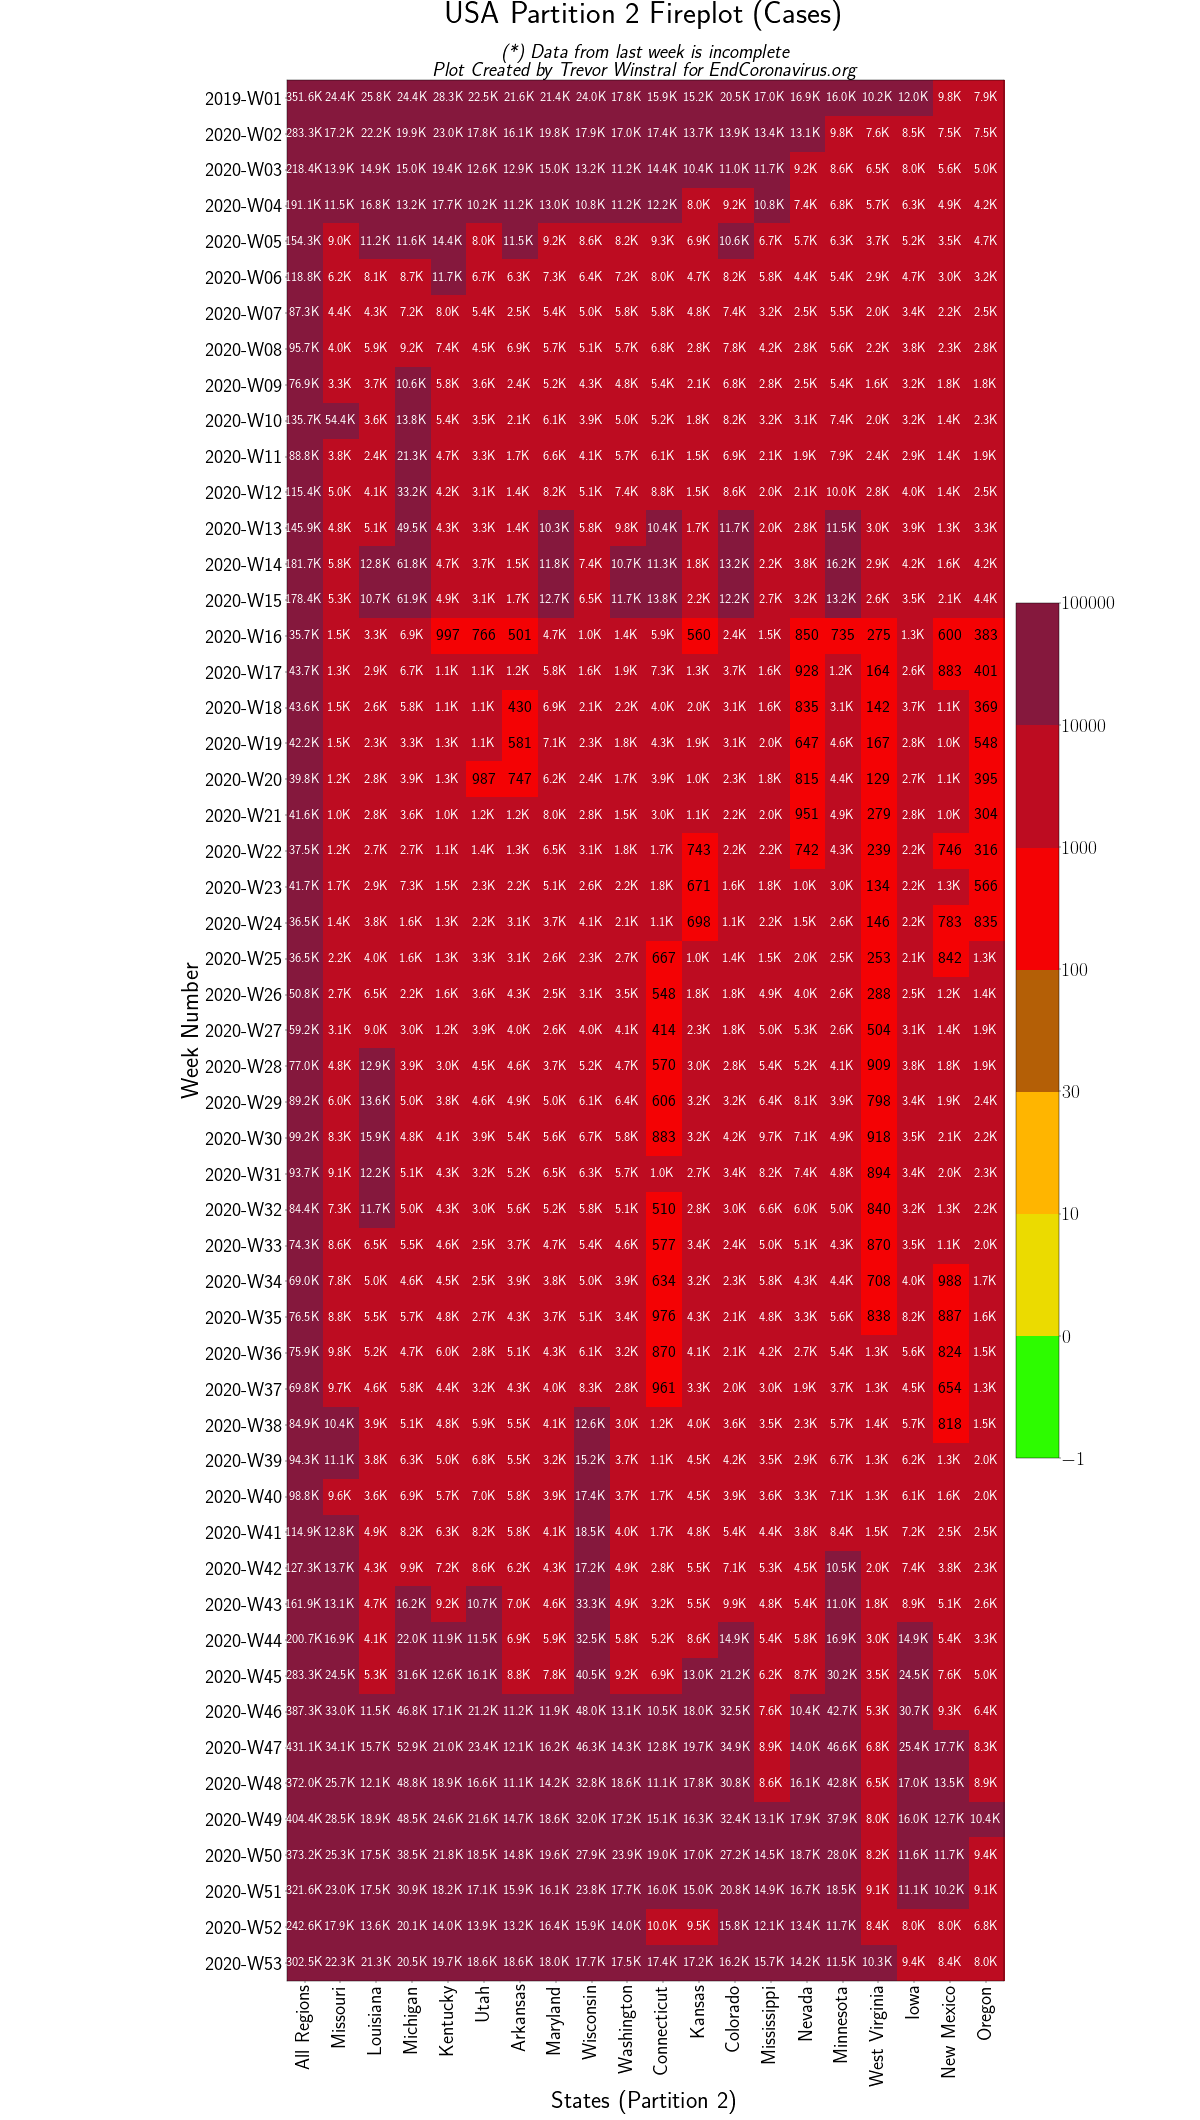 USA Partition 2 Fireplot (Cases)
(*) Data from last week is incomplete
Plot Created by Trevor Winstral for EndCoronavirus.org
2019-W01 351.6K 24.4K 25.8K 24.4K 28.3K 22.5K 21.6K 21.4K 24.0K 17.8K 15.9K 15.2K 20.5K 17.0K 16.9K 16.0K 10.2K 12.0K 9.8K 7.9K
2020-W02 283.3K 17.2K 22.2K 19.9K 23.0K 17.8K 16.1K 19.8K 17.9K 17.0K 17.4K 13.7K 13.9K 13.4K 13.1K 9.8K 7.6K 8.5K 7.5K 7.5K
2020-W03 218.4K 13.9K 14.9K 15.0K 19.4K 12.6K 12.9K 15.0K 13.2K 11.2K 14.4K 10.4K 11.0K 11.7K 9.2K 8.6K 6.5K 8.0K 5.6K 5.0K
2020-W04 191.1K 11.5K 16.8K 13.2K 17.7K 10.2K 11.2K 13.0K 10.8K 11.2K 12.2K 8.0K 9.2K 10.8K 7.4K 6.8K 5.7K 6.3K 4.9K 4.2K
2020-W05 154.3K 9.0K 11.2K 11.6K 14.4K 8.0K 11.5K 9.2K 8.6K 8.2K 9.3K 6.9K 10.6K 6.7K 5.7K 6.3K 3.7K 5.2K 3.5K 4.7K
2020-W06 118.8K 6.2K 8.1K 8.7K 11.7K 6.7K 6.3K 7.3K 6.4K 7.2K 8.0K 4.7K 8.2K 5.8K 4.4K 5.4K 2.9K 4.7K 3.0K 3.2K
2020-W07 87.3K 4.4K 4.3K 7.2K 8.0K 5.4K 2.5K 5.4K 5.0K 5.8K 5.8K 4.8K 7.4K 3.2K 2.5K 5.5K 2.0K 3.4K 2.2K 2.5K
2020-W08 95.7K 4.0K 5.9K 9.2K 7.4K 4.5K 6.9K 5.7K 5.1K 5.7K 6.8K 2.8K 7.8K 4.2K 2.8K 5.6K 2.2K 3.8K 2.3K 2.8K
2020-W09 76.9K 3.3K 3.7K 10.6K 5.8K 3.6K 2.4K 5.2K 4.3K 4.8K 5.4K 2.1K 6.8K 2.8K 2.5K 5.4K 1.6K 3.2K 1.8K 1.8K
2020-W10 135.7K 54.4K 3.6K 13.8K 5.4K 3.5K 2.1K 6.1K 3.9K 5.0K 5.2K 1.8K 8.2K 3.2K 3.1K 7.4K 2.0K 3.2K 1.4K 2.3K
2020-W11 88.8K 3.8K 2.4K 21.3K 4.7K 3.3K 1.7K 6.6K 4.1K 5.7K 6.1K 1.5K 6.9K 2.1K 1.9K 7.9K 2.4K 2.9K 1.4K 1.9K
2020-W12 115.4K 5.0K 4.1K 33.2K 4.2K 3.1K 1.4K 8.2K 5.1K 7.4K 8.8K 1.5K 8.6K 2.0K 2.1K 10.0K 2.8K 4.0K 1.4K 2.5K
2020-W13 145.9K 4.8K 5.1K 49.5K 4.3K 3.3K 1.4K 10.3K 5.8K 9.8K 10.4K 1.7K 11.7K 2.0K 2.8K 11.5K 3.0K 3.9K 1.3K 3.3K
2020-W14 181.7K 5.8K 12.8K 61.8K 4.7K 3.7K 1.5K 11.8K 7.4K 10.7K 11.3K 1.8K 13.2K 2.2K 3.8K 16.2K 2.9K 4.2K 1.6K 4.2K
2020-W15 178.4K 5.3K 10.7K 61.9K 4.9K 3.1K 1.7K 12.7K 6.5K 11.7K 13.8K 2.2K 12.2K 2.7K 3.2K 13.2K 2.6K 3.5K 2.1K 4.4K
2020-W16 35.7K 1.5K 3.3K 6.9K 997 766 501 4.7K 1.0K 1.4K 5.9K 560 2.4K 1.5K 850 735 275 1.3K 600 383
2020-W17 43.7K 1.3K 2.9K 6.7K 1.1K 1.1K 1.2K 5.8K 1.6K 1.9K 7.3K 1.3K 3.7K 1.6K 928 1.2K 164 2.6K 883 401
2020-W18 43.6K 1.5K 2.6K 5.8K 1.1K 1.1K 430 6.9K 2.1K 2.2K 4.0K 2.0K 3.1K 1.6K 835 3.1K 142 3.7K 1.1K 369
2020-W19 42.2K 1.5K 2.3K 3.3K 1.3K 1.1K 581 7.1K 2.3K 1.8K 4.3K 1.9K 3.1K 2.0K 647 4.6K 167 2.8K 1.0K 548
2020-W20 39.8K 1.2K 2.8K 3.9K 1.3K 987 747 6.2K 2.4K 1.7K 3.9K 1.0K 2.3K 1.8K 815 4.4K 129 2.7K 1.1K 395
2020-W21 41.6K 1.0K 2.8K 3.6K 1.0K 1.2K 1.2K 8.0K 2.8K 1.5K 3.0K 1.1K 2.2K 2.0K 951 4.9K 279 2.8K 1.0K 304
2020-W22 37.5K 1.2K 2.7K 2.7K 1.1K 1.4K 1.3K 6.5K 3.1K 1.8K 1.7K 743 2.2K 2.2K 742 4.3K 239 2.2K 746 316
2020-W23 41.7K 1.7K 2.9K 7.3K 1.5K 2.3K 2.2K 5.1K 2.6K 2.2K 1.8K 671 1.6K 1.8K 1.0K 3.0K 134 2.2K 1.3K 566
2020-W24 36.5K 1.4K 3.8K 1.6K 1.3K 2.2K 3.1K 3.7K 4.1K 2.1K 1.1K 698 1.1K 2.2K 1.5K 2.6K 146 2.2K 783 835
2020-W25 36.5K 2.2K 4.0K 1.6K 1.3K 3.3K 3.1K 2.6K 2.3K 2.7K 667 1.0K 1.4K 1.5K 2.0K 2.5K 253 2.1K 842 1.3K
2020-W26 50.8K 2.7K 6.5K 2.2K 1.6K 3.6K 4.3K 2.5K 3.1K 3.5K 548 1.8K 1.8K 4.9K 4.0K 2.6K 288 2.5K 1.2K 1.4K
2020-W27 59.2K 3.1K 9.0K 3.0K 1.2K 3.9K 4.0K 2.6K 4.0K 4.1K 414 2.3K 1.8K 5.0K 5.3K 2.6K 504 3.1K 1.4K 1.9K
2020-W28 77.0K 4.8K 12.9K 3.9K 3.0K 4.5K 4.6K 3.7K 5.2K 4.7K 570 3.0K 2.8K 5.4K 5.2K 4.1K 909 3.8K 1.8K 1.9K
2020-W29 89.2K 6.0K 13.6K 5.0K 3.8K 4.6K 4.9K 5.0K 6.1K 6.4K 606 3.2K 3.2K 6.4K 8.1K 3.9K 798 3.4K 1.9K 2.4K
2020-W30 99.2K 8.3K 15.9K 4.8K 4.1K 3.9K 5.4K 5.6K 6.7K 5.8K 883 3.2K 4.2K 9.7K 7.1K 4.9K 918 3.5K 2.1K 2.2K
2020-W31 93.7K 9.1K 12.2K 5.1K 4.3K 3.2K 5.2K 6.5K 6.3K 5.7K 1.0K 2.7K 3.4K 8.2K 7.4K 4.8K 894 3.4K 2.0K 2.3K
2020-W32 84.4K 7.3K 11.7K 5.0K 4.3K 3.0K 5.6K 5.2K 5.8K 5.1K 510 2.8K 3.0K 6.6K 6.0K 5.0K 840 3.2K 1.3K 2.2K
2020-W33 74.3K 8.6K 6.5K 5.5K 4.6K 2.5K 3.7K 4.7K 5.4K 4.6K 577 3.4K 2.4K 5.0K 5.1K 4.3K 870 3.5K 1.1K 2.0K
2020-W34 69.0K 7.8K 5.0K 4.6K 4.5K 2.5K 3.9K 3.8K 5.0K 3.9K 634 3.2K 2.3K 5.8K 4.3K 4.4K 708 4.0K 988 1.7K
2020-W35 76.5K 8.8K 5.5K 5.7K 4.8K 2.7K 4.3K 3.7K 5.1K 3.4K 976 4.3K 2.1K 4.8K 3.3K 5.6K 838 8.2K 887 1.6K
2020-W36 75.9K 9.8K 5.2K 4.7K 6.0K 2.8K 5.1K 4.3K 6.1K 3.2K 870 4.1K 2.1K 4.2K 2.7K 5.4K 1.3K 5.6K 824 1.5K
2020-W37 69.8K 9.7K 4.6K 5.8K 4.4K 3.2K 4.3K 4.0K 8.3K 2.8K 961 3.3K 2.0K 3.0K 1.9K 3.7K 1.3K 4.5K 654 1.3K
2020-W38 84.9K 10.4K 3.9K 5.1K 4.8K 5.9K 5.5K 4.1K 12.6K 3.0K 1.2K 4.0K 3.6K 3.5K 2.3K 5.7K 1.4K 5.7K 818 1.5K
2020-W39 94.3K 11.1K 3.8K 6.3K 5.0K 6.8K 5.5K 3.2K 15.2K 3.7K 1.1K 4.5K 4.2K 3.5K 2.9K 6.7K 1.3K 6.2K 1.3K 2.0K
2020-W40 98.8K 9.6K 3.6K 6.9K 5.7K 7.0K 5.8K 3.9K 17.4K 3.7K 1.7K 4.5K 3.9K 3.6K 3.3K 7.1K 1.3K 6.1K 1.6K 2.0K
2020-W41 114.9K 12.8K 4.9K 8.2K 6.3K 8.2K 5.8K 4.1K 18.5K 4.0K 1.7K 4.8K 5.4K 4.4K 3.8K 8.4K 1.5K 7.2K 2.5K 2.5K
2020-W42 127.3K 13.7K 4.3K 9.9K 7.2K 8.6K 6.2K 4.3K 17.2K 4.9K 2.8K 5.5K 7.1K 5.3K 4.5K 10.5K 2.0K 7.4K 3.8K 2.3K
2020-W43 161.9K 13.1K 4.7K 16.2K 9.2K 10.7K 7.0K 4.6K 33.3K 4.9K 3.2K 5.5K 9.9K 4.8K 5.4K 11.0K 1.8K 8.9K 5.1K 2.6K
2020-W44 200.7K 16.9K 4.1K 22.0K 11.9K 11.5K 6.9K 5.9K 32.5K 5.8K 5.2K 8.6K 14.9K 5.4K 5.8K 16.9K 3.0K 14.9K 5.4K 3.3K
2020-W45 283.3K 24.5K 5.3K 31.6K 12.6K 16.1K 8.8K 7.8K 40.5K 9.2K 6.9K 13.0K 21.2K 6.2K 8.7K 30.2K 3.5K 24.5K 7.6K 5.0K
2020-W46 387.3K 33.0K 11.5K 46.8K 17.1K 21.2K 11.2K 11.9K 48.0K 13.1K 10.5K 18.0K 32.5K 7.6K 10.4K 42.7K 5.3K 30.7K 9.3K 6.4K
2020-W47 431.1K 34.1K 15.7K 52.9K 21.0K 23.4K 12.1K 16.2K 46.3K 14.3K 12.8K 19.7K 34.9K 8.9K 14.0K 46.6K 6.8K 25.4K 17.7K 8.3K
2020-W48 372.0K 25.7K 12.1K 48.8K 18.9K 16.6K 11.1K 14.2K 32.8K 18.6K 11.1K 17.8K 30.8K 8.6K 16.1K 42.8K 6.5K 17.0K 13.5K 8.9K
2020-W49 404.4K 28.5K 18.9K 48.5K 24.6K 21.6K 14.7K 18.6K 32.0K 17.2K 15.1K 16.3K 32.4K 13.1K 17.9K 37.9K 8.0K 16.0K 12.7K 10.4K
2020-W50 373.2K 25.3K 17.5K 38.5K 21.8K 18.5K 14.8K 19.6K 27.9K 23.9K 19.0K 17.0K 27.2K 14.5K 18.7K 28.0K 8.2K 11.6K 11.7K 9.4K
2020-W51 321.6K 23.0K 17.5K 30.9K 18.2K 17.1K 15.9K 16.1K 23.8K 17.7K 16.0K 15.0K 20.8K 14.9K 16.7K 18.5K 9.1K 11.1K 10.2K 9.1K
2020-W52 242.6K 17.9K 13.6K 20.1K 14.0K 13.9K 13.2K 16.4K 15.9K 14.0K 10.0K 9.5K 15.8K 12.1K 13.4K 11.7K 8.4K 8.0K 8.0K 6.8K
2020-W53 302.5K 22.3K 21.3K 20.5K 19.7K 18.6K 18.6K 18.0K 17.7K 17.5K 17.4K 17.2K 16.2K 15.7K 14.2K 11.5K 10.3K 9.4K 8.4K 8.0K
Week Number
All Regions Missouri Louisiana Michigan Kentucky Utah Arkansas Maryland Wisconsin Washington Connecticut Kansas Colorado Mississippi Nevada Minnesota West Virginia Iowa New Mexico Oregon
States (Partition 2)
100000
10000
1000
100
30
10
0
−1